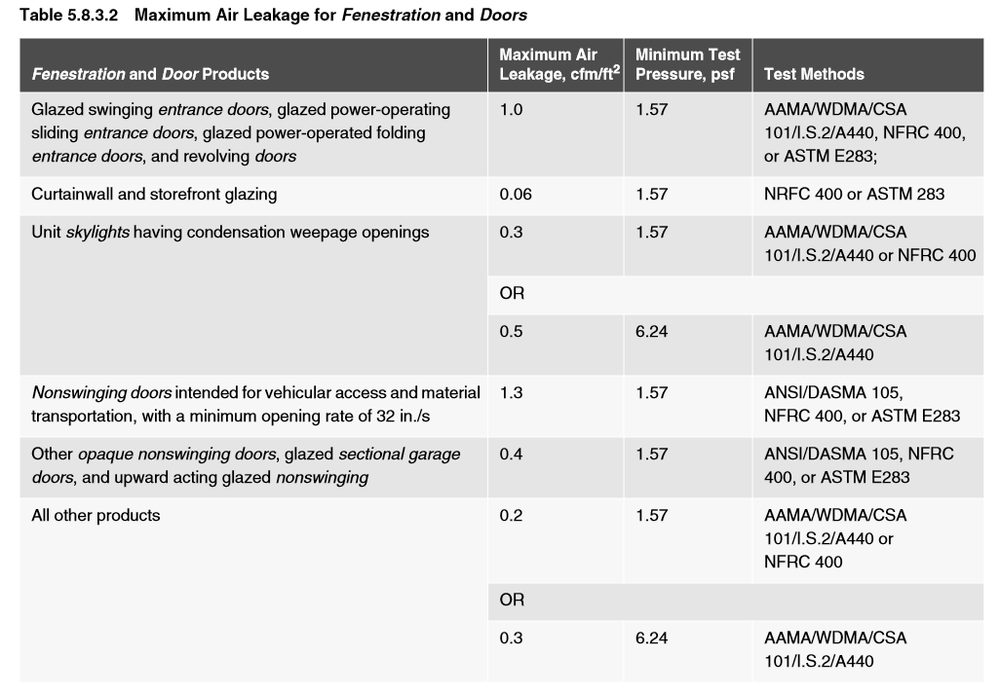 Table 5.8.3.2 Maximum Air Leakage for Fenestration and Doors
Fenestration and Door Products
Maximum Air
Leakage, cfm/ft²
Minimum Test
Pressure, psf
Test Methods
Glazed swinging entrance doors, glazed power-operating
sliding entrance doors, glazed power-operated folding
entrance doors, and revolving doors
1.0
1.57
AAMA/WDMA/CSA
101/I.S.2/A440, NFRC 400,
or ASTM E283;
Curtainwall and storefront glazing
0.06
1.57
NRFC 400 or ASTM 283
Unit skylights having condensation weepage openings
0.3
1.57
AAMA/WDMA/CSA
101/I.S.2/A440 or NFRC 400
OR
0.5
6.24
AAMA/WDMA/CSA
101/I.S.2/A440
Nonswinging doors intended for vehicular access and material
transportation, with a minimum opening rate of 32 in./s
1.3
1.57
ANSI/DASMA 105,
NFRC 400, or ASTM E283
Other opaque nonswinging doors, glazed sectional garage
doors, and upward acting glazed nonswinging
0.4
1.57
ANSI/DASMA 105, NFRC
400, or ASTM E283
All other products
0.2
1.57
AAMA/WDMA/CSA
101/I.S.2/A440 or
NFRC 400
OR
0.3
6.24
AAMA/WDMA/CSA
101/I.S.2/A440